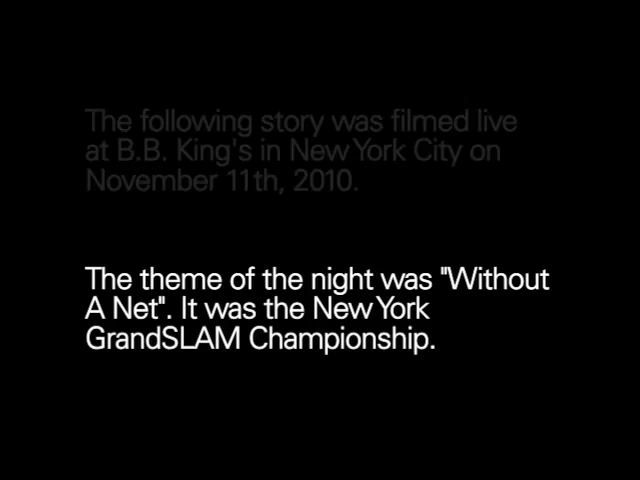 The following story was filmed live
at B.B. King's in New York City on
November 11th, 2010.
The theme of the night was "Without
A Net". It was the New York
GrandSLAM Championship.